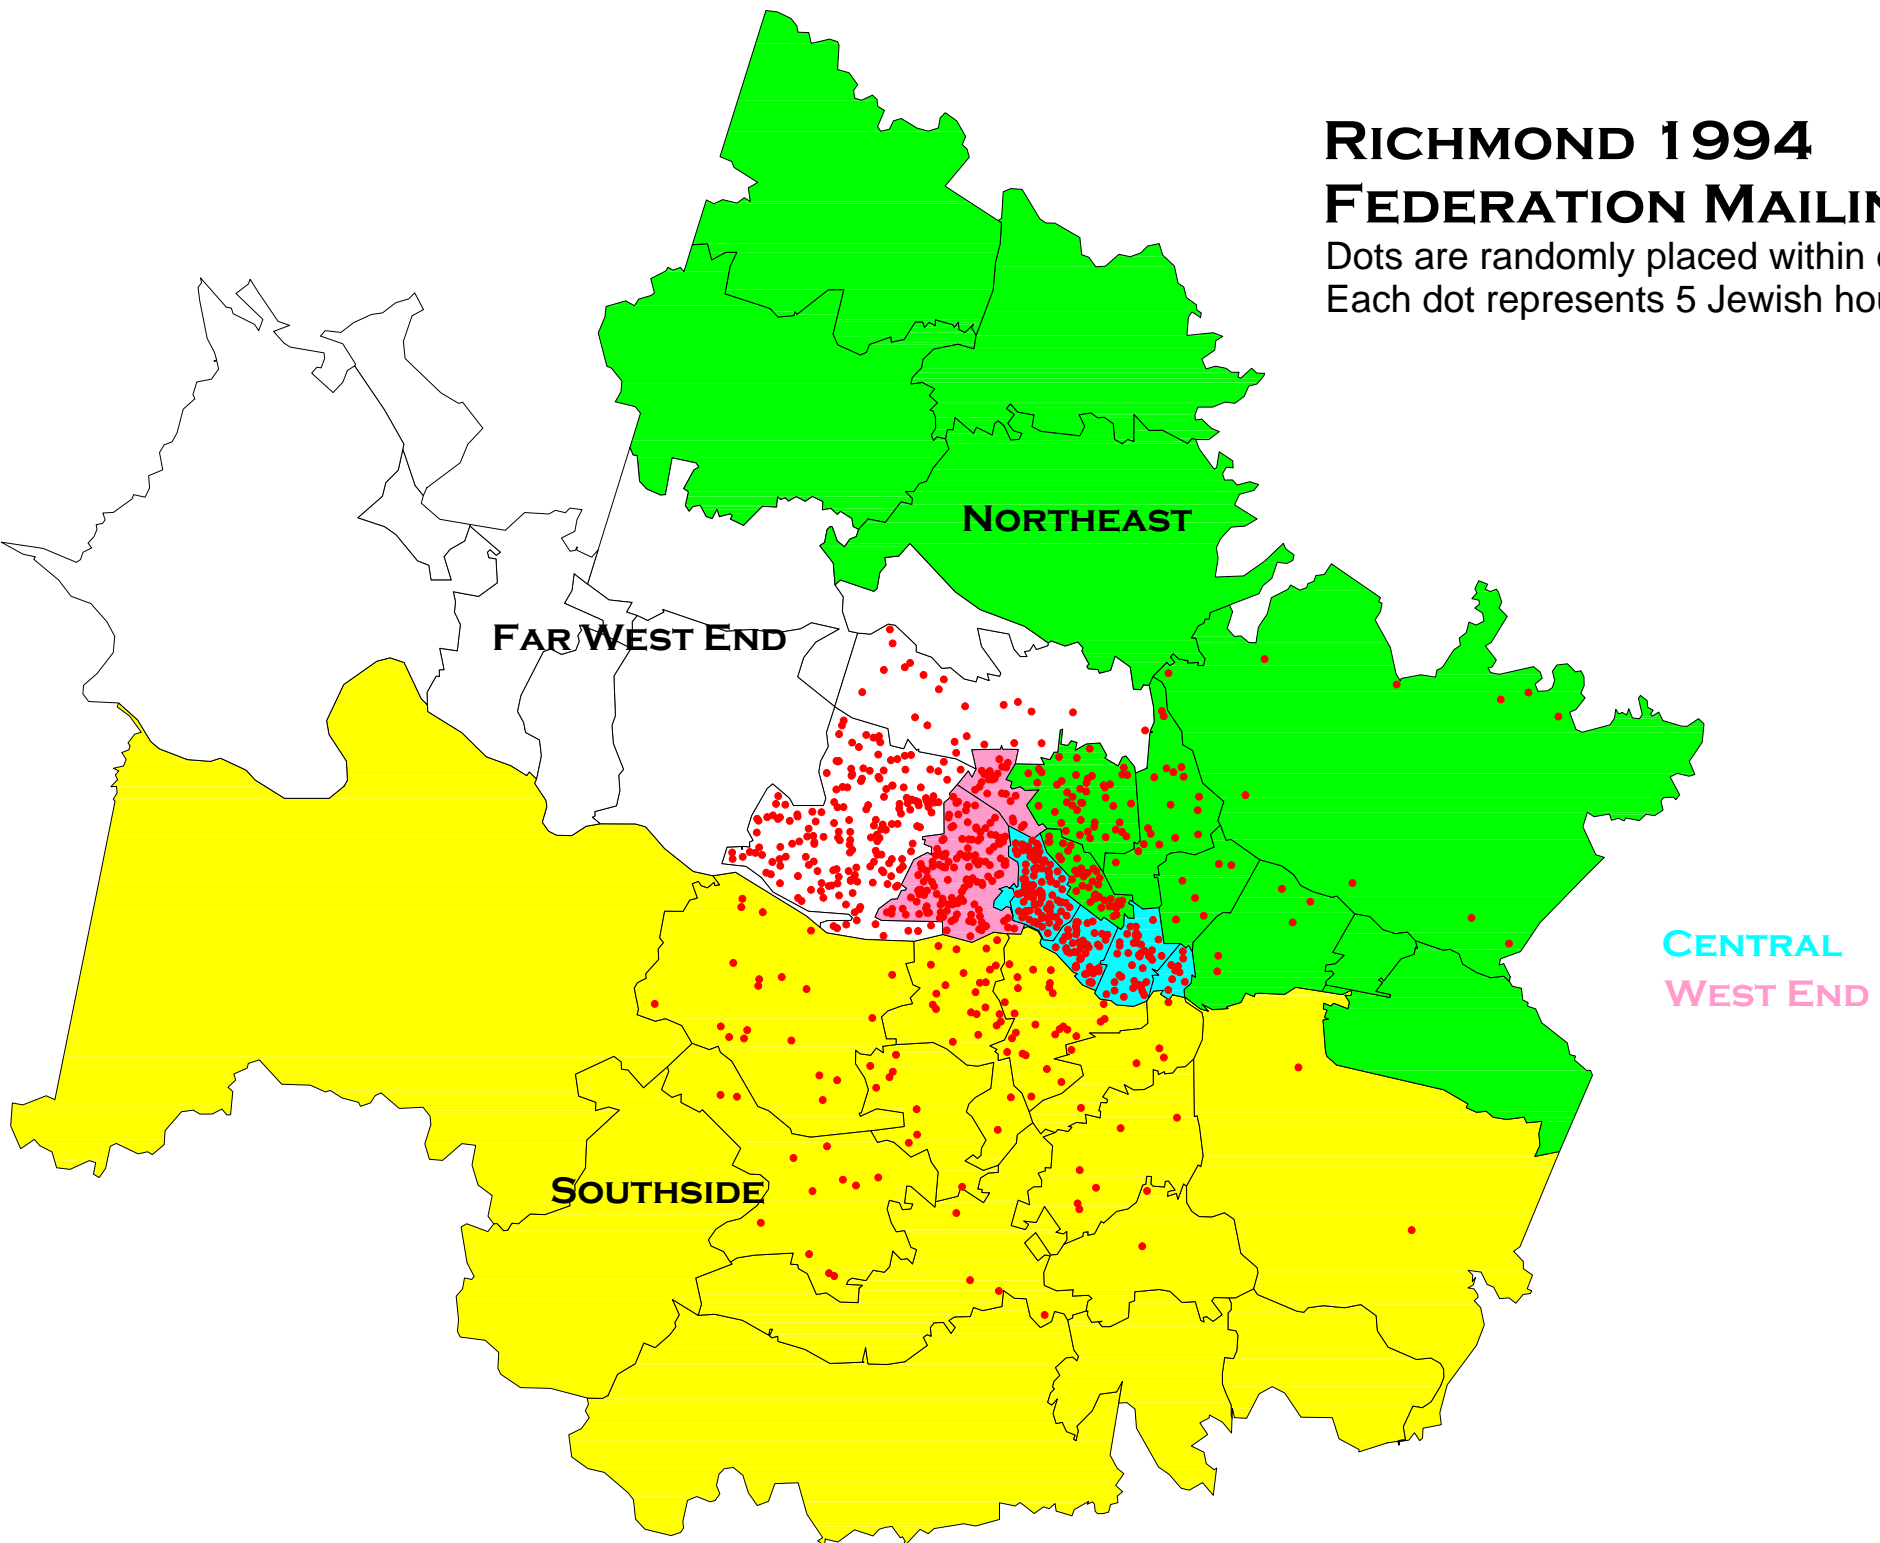 RICHMOND 1994
FEDERATION
Dots are randomly placed within
Each dot represents 5 Jewish
NORTHEAST
FAR WEST END
CENTRAL
WEST END
SOUTHSIDE